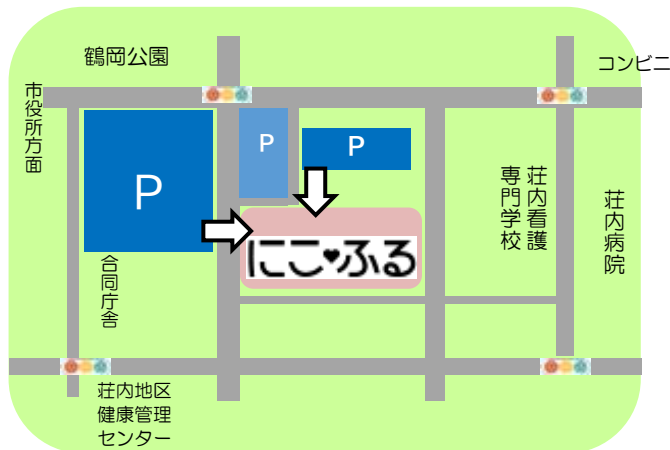 鶴岡公園
コンビニ
市役所方面
P
P
P
荘内看護
専門学校
荘内病院
にこ♥ふる
合同庁舎
荘内地区
健康管理
センター